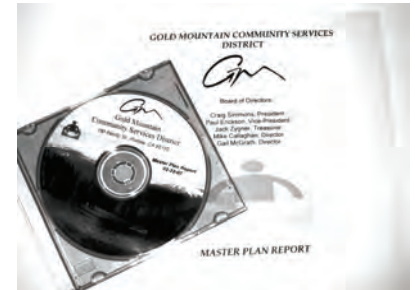 GOLD MOUNTAIN COMMUNITY SERVICES
DISTRICT
GM
Board of Directors:
Craig Simmons, President
Paul Erickson, Vice-President
Jack Zygner, Treasurer
Mike Callaghan, Director
Gail McGrath, Director
MASTER PLAN REPORT
GM
Gold Mountain
Community Services District
Master Plan Report